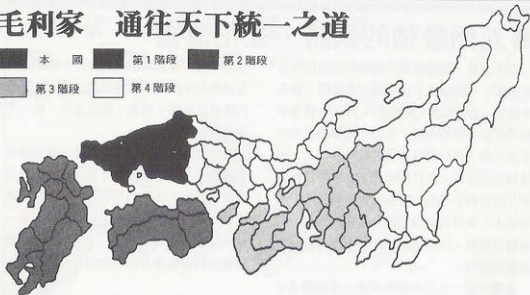 毛利家　通往天下統一之道
本國　第1階段　第2階段
第3階段　第4階段